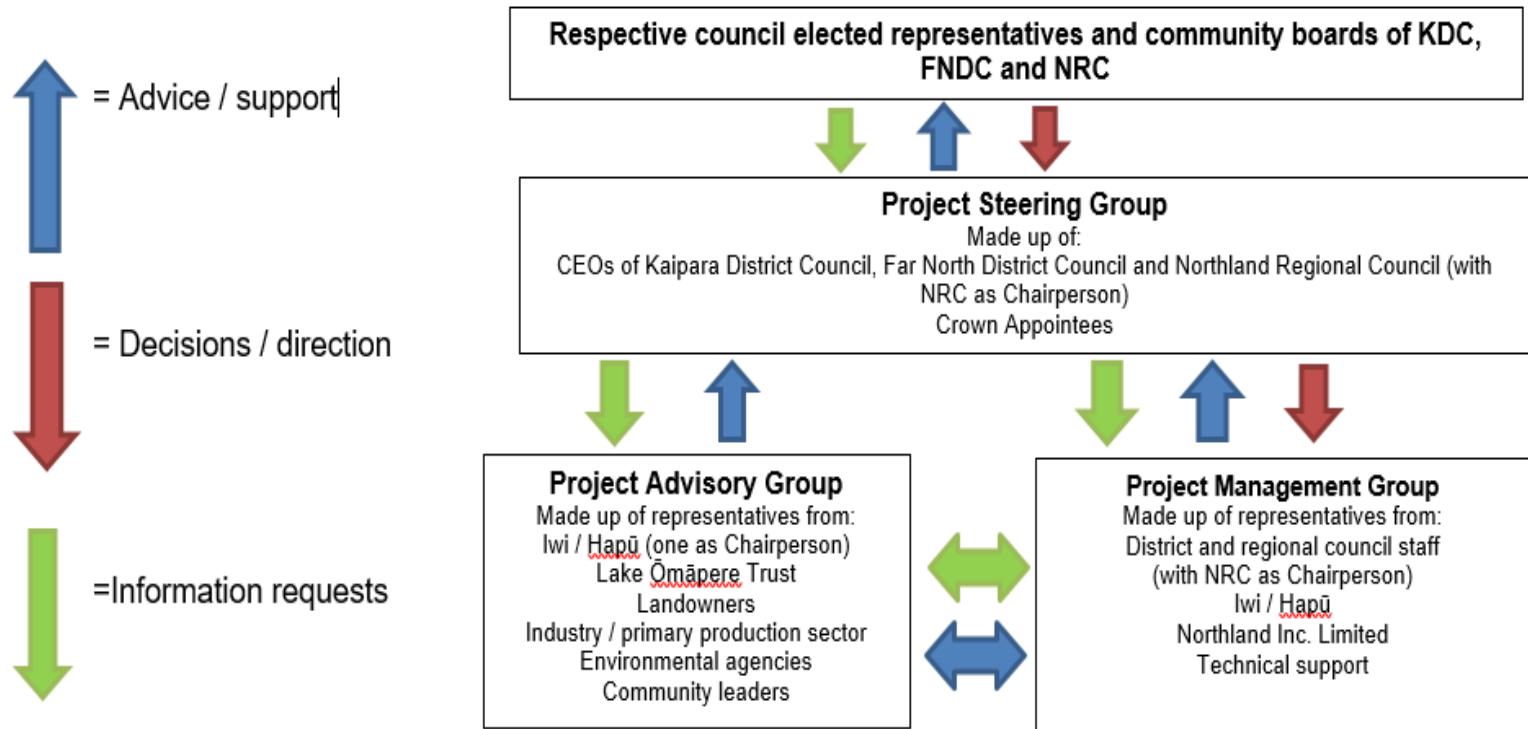 = Advice / support
= Decisions / direction
=Information requests
Respective council elected representatives and community boards of KDC,
FNDC and NRC
Project Steering Group
Made up of:
CEOs of Kaipara District Council, Far North District Council and Northland Regional Council (with
NRC as Chairperson)
Crown Appointees
Project Advisory Group
Made up of representatives from:
Iwi / Hapū (one as Chairperson)
Lake Ōmāpere Trust
Landowners
Industry / primary production sector
Environmental agencies
Community leaders
Project Management Group
Made up of representatives from:
District and regional council staff
(with NRC as Chairperson)
Iwi / Hapū
Northland Inc. Limited
Technical support